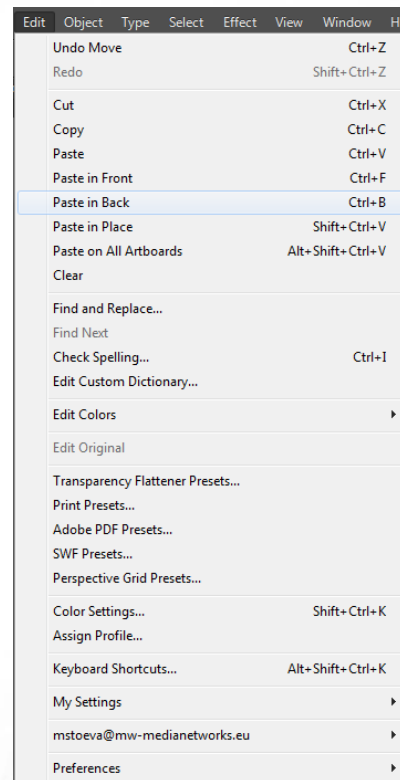 Edit Object Type Select Effect View Window H
Undo Move Ctrl+Z
Redo Shift+Ctrl+Z
Cut Ctrl+X
Copy Ctrl+C
Paste Ctrl+V
Paste in Front Ctrl+F
Paste in Back Ctrl+B
Paste in Place Shift+Ctrl+V
Paste on All Artboards Alt+Shift+Ctrl+V
Clear
Find and Replace...
Find Next
Check Spelling... Ctrl+I
Edit Custom Dictionary...
Edit Colors
Edit Original
Transparency Flattener Presets...
Print Presets...
Adobe PDF Presets...
SWF Presets...
Perspective Grid Presets...
Color Settings... Shift+Ctrl+K
Assign Profile...
Keyboard Shortcuts... Alt+Shift+Ctrl+K
My Settings
mstoeva@mw-medianetworks.eu
Preferences